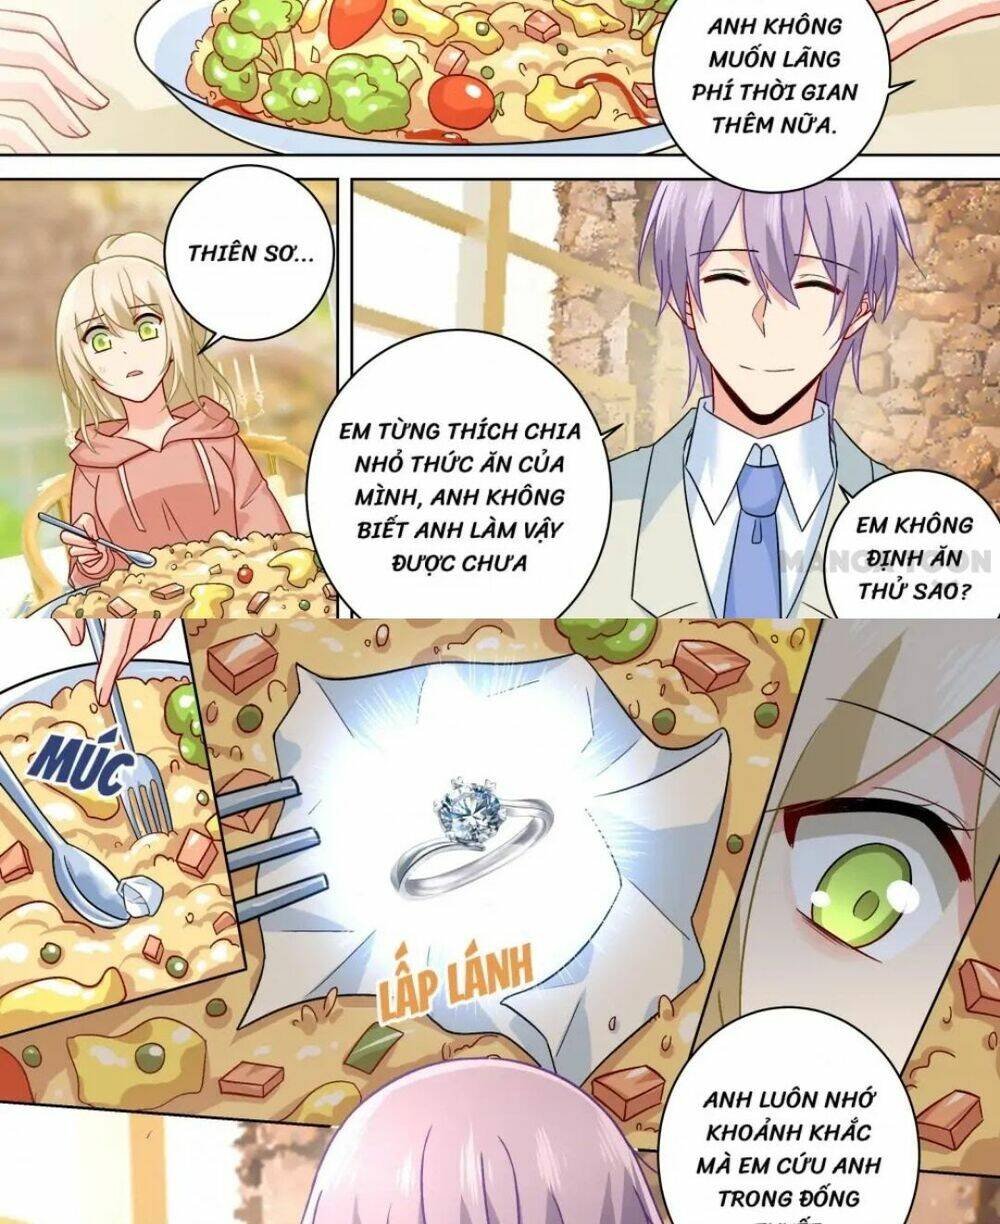 ANH KHÔNG
MUỐN LÃNG
PHÍ THỜI GIAN
THÊM NỮA.
THIÊN SƠ...
EM TỪNG THÍCH CHIA
NHỎ THỨC ĂN CỦA
MÌNH, ANH KHÔNG
BIẾT ANH LÀM VẬY
ĐƯỢC CHƯA
EM KHÔNG
ĐỊNH ĂN
THỬ SAO?
MÚC
LẤP LÁNH
ANH LUÔN NHỚ
KHOẢNH KHẮC
MÀ EM CỨU ANH
TRONG ĐỐNG